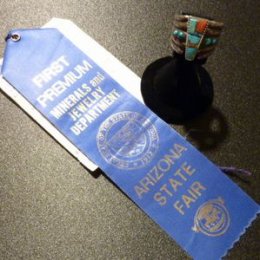 FIRST
PREMIUM
MINERALS and
JEWELRY
DEPARTMENT
ARIZONA
STATE
FAIR